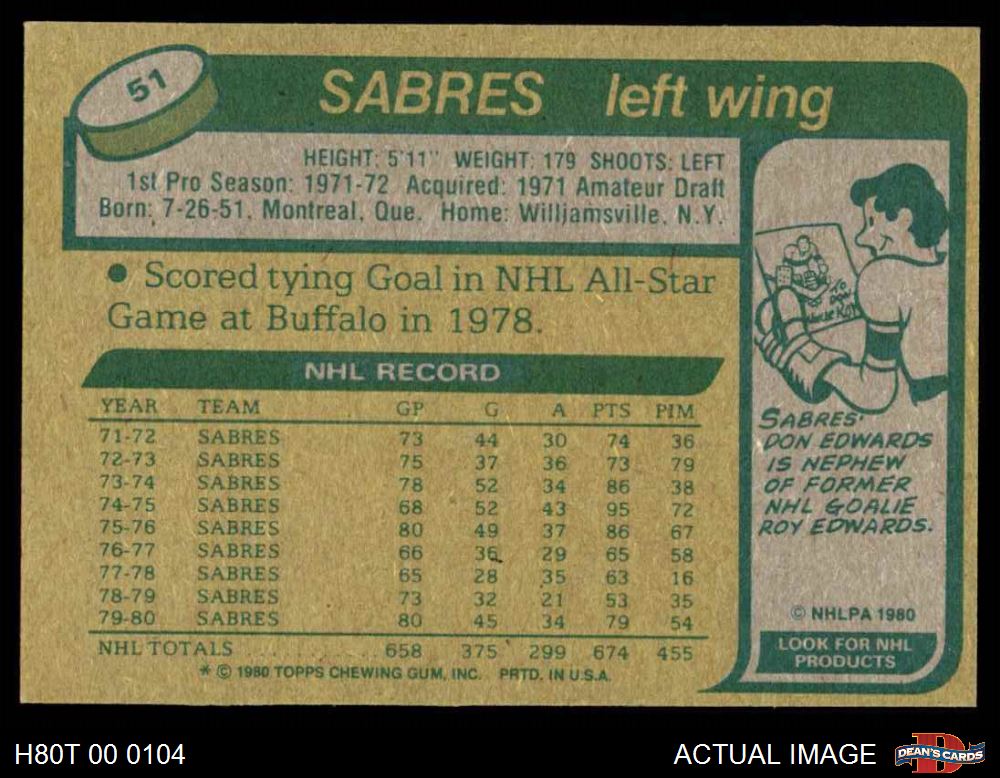 51
SABRES left wing
HEIGHT: 5'11" WEIGHT: 179 SHOOTS: LEFT
1st Pro Season: 1971-72 Acquired: 1971 Amateur Draft
Born: 7-26-51, Montreal, Que. Home: Williamsville, N.Y.
● Scored tying Goal in NHL All-Star
Game at Buffalo in 1978.
NHL RECORD
YEAR TEAM GP G A PTS PIM
71-72 SABRES 73 44 30 74 36
72-73 SABRES 75 37 36 73 79
73-74 SABRES 78 52 34 86 38
74-75 SABRES 68 52 43 95 72
75-76 SABRES 80 49 37 86 67
76-77 SABRES 66 36 29 65 58
77-78 SABRES 65 28 35 63 16
78-79 SABRES 73 32 21 53 35
79-80 SABRES 80 45 34 79 54
NHL TOTALS 658 375 299 674 455
* © 1980 TOPPS CHEWING GUM, INC. PRTD. IN U.S.A.
TO
DON
SABRES'
DON EDWARDS
IS NEPHEW
OF FORMER
NHL GOALIE
ROY EDWARDS.
© NHLPA 1980
LOOK FOR NHL
PRODUCTS
H80T 00 0104
ACTUAL IMAGE
D
DEAN'S CARDS